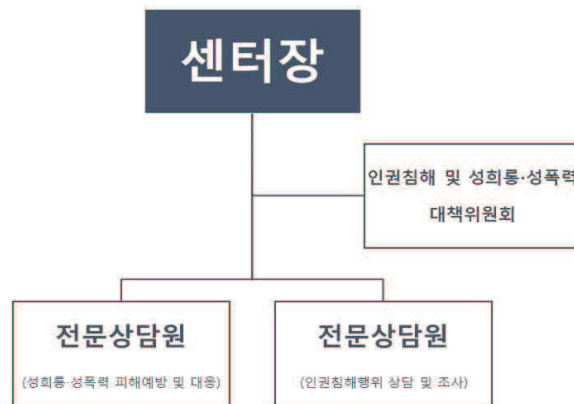 센터장
인권침해 및 성희롱·성폭력
대책위원회
전문상담원
(성희롱·성폭력 피해예방 및 대응)
전문상담원
(인권침해행위 상담 및 조사)